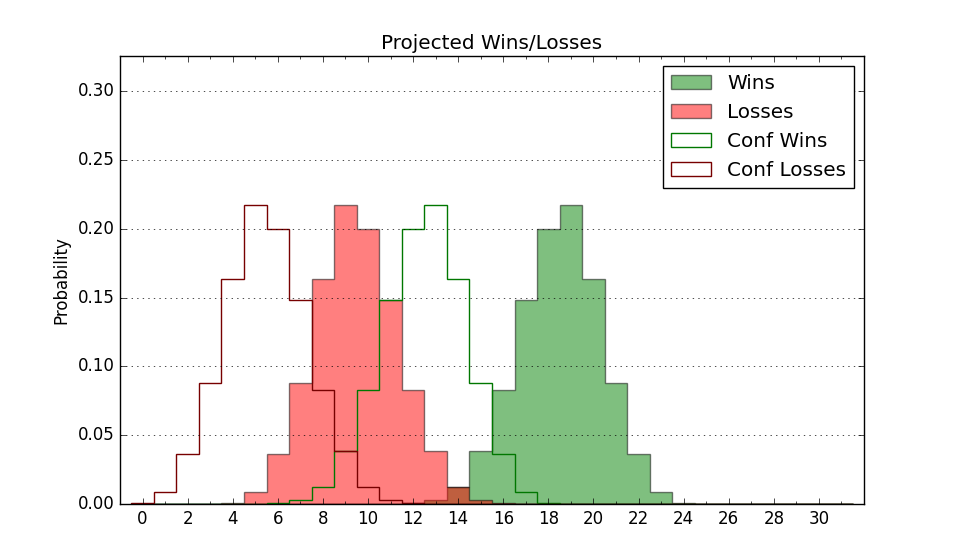 Projected Wins/Losses
Wins
Losses
Conf Wins
Conf Losses
Probability
0.30
0.25
0.20
0.15
0.10
0.05
0.00
0 2 4 6 8 10 12 14 16 18 20 22 24 26 28 30